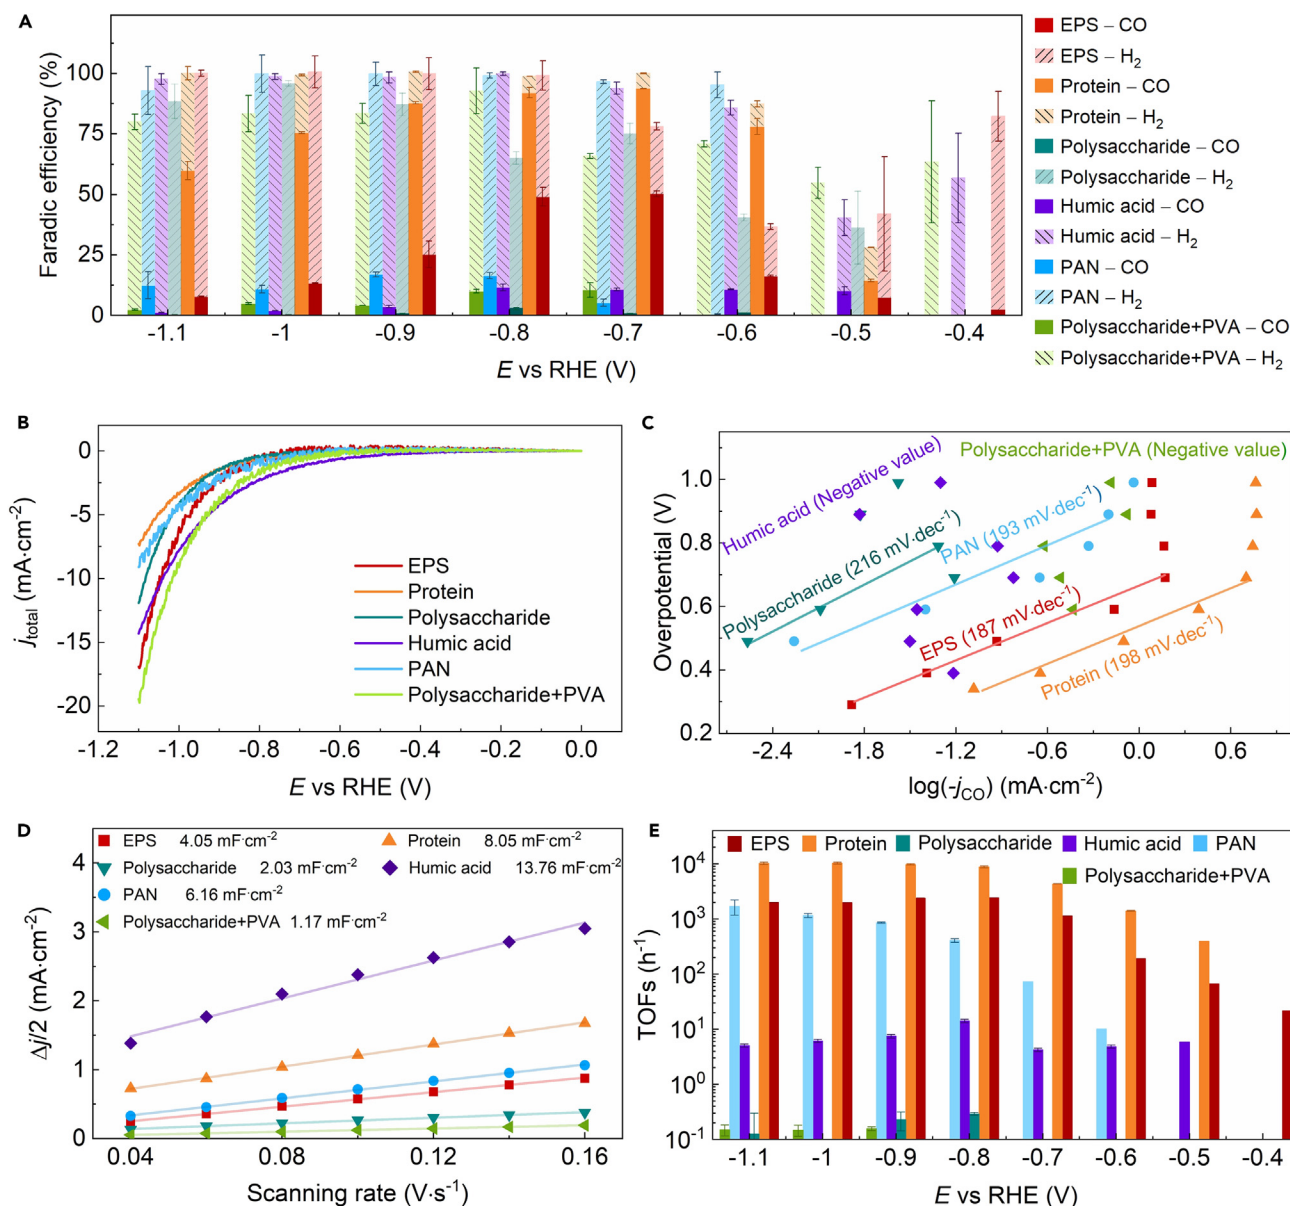 A
Faradic efficiency (%)
100
75
50
25
0
-1.1 -1 -0.9 -0.8 -0.7 -0.6 -0.5 -0.4
E vs RHE (V)
EPS – CO
EPS – H₂
Protein – CO
Protein – H₂
Polysaccharide – CO
Polysaccharide – H₂
Humic acid – CO
Humic acid – H₂
PAN – CO
PAN – H₂
Polysaccharide+PVA – CO
Polysaccharide+PVA – H₂
B
j_total (mA·cm⁻²)
0
-5
-10
-15
-20
EPS
Protein
Polysaccharide
Humic acid
PAN
Polysaccharide+PVA
-1.2 -1.0 -0.8 -0.6 -0.4 -0.2 0.0
E vs RHE (V)
C
Overpotential (V)
1.0
0.8
0.6
0.4
0.2
Humic acid (Negative value)
Polysaccharide+PVA (Negative value)
Polysaccharide (216 mV·dec⁻¹)
PAN (193 mV·dec⁻¹)
EPS (187 mV·dec⁻¹)
Protein (198 mV·dec⁻¹)
-2.4 -1.8 -1.2 -0.6 0.0 0.6
log(-j_CO) (mA·cm⁻²)
D
Δj/2 (mA·cm⁻²)
4
3
2
1
0
EPS 4.05 mF·cm⁻²
Protein 8.05 mF·cm⁻²
Polysaccharide 2.03 mF·cm⁻²
Humic acid 13.76 mF·cm⁻²
PAN 6.16 mF·cm⁻²
Polysaccharide+PVA 1.17 mF·cm⁻²
0.04 0.08 0.12 0.16
Scanning rate (V·s⁻¹)
E
TOFs (h⁻¹)
10⁴
10³
10²
10¹
10⁰
10⁻¹
EPS Protein Polysaccharide Humic acid PAN
Polysaccharide+PVA
-1.1 -1 -0.9 -0.8 -0.7 -0.6 -0.5 -0.4
E vs RHE (V)